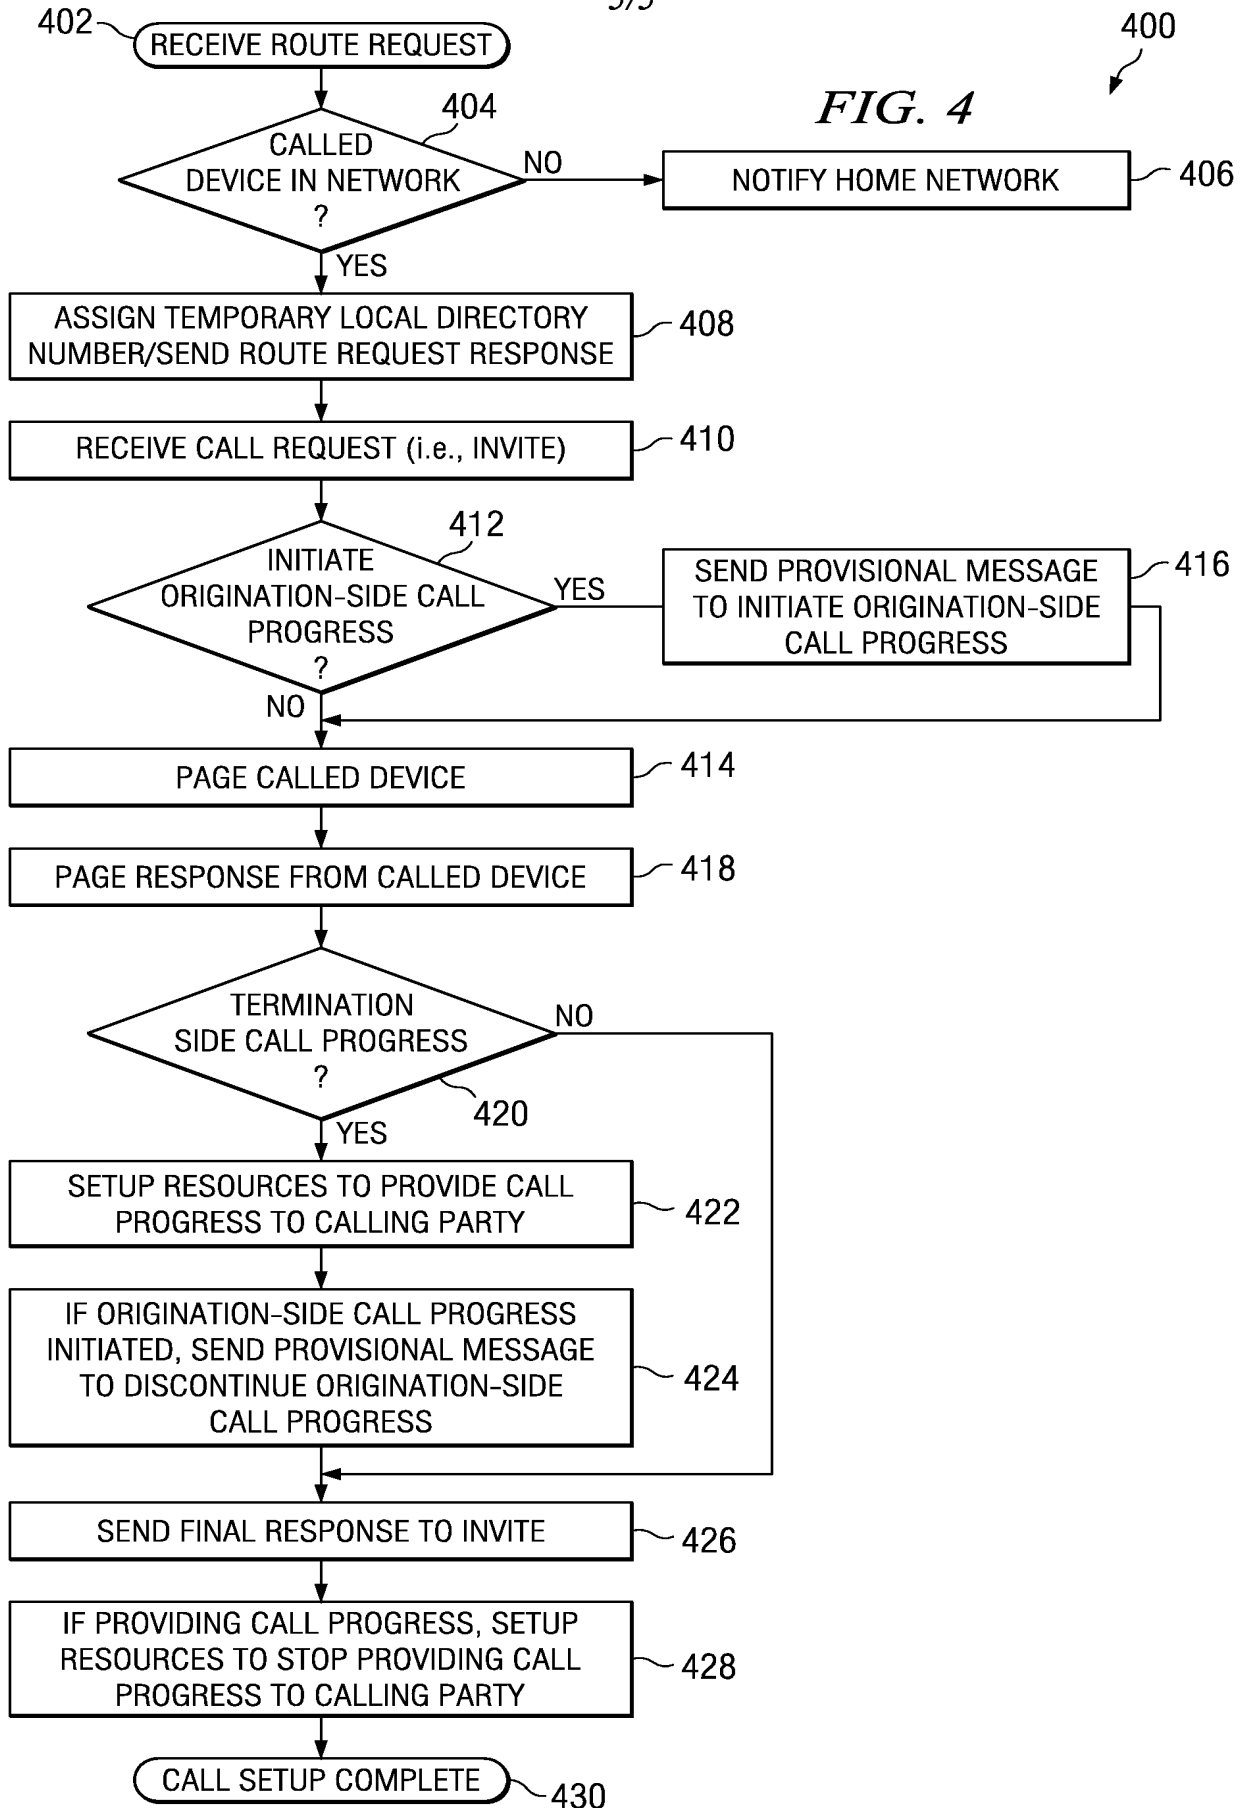 402
RECEIVE ROUTE REQUEST
400
FIG. 4
404
CALLED
DEVICE IN NETWORK
?
NO
NOTIFY HOME NETWORK
406
YES
ASSIGN TEMPORARY LOCAL DIRECTORY
NUMBER/SEND ROUTE REQUEST RESPONSE
408
RECEIVE CALL REQUEST (i.e., INVITE)
410
412
INITIATE
ORIGINATION-SIDE CALL
PROGRESS
?
YES
SEND PROVISIONAL MESSAGE
TO INITIATE ORIGINATION-SIDE
CALL PROGRESS
416
NO
PAGE CALLED DEVICE
414
PAGE RESPONSE FROM CALLED DEVICE
418
TERMINATION
SIDE CALL PROGRESS
?
NO
420
YES
SETUP RESOURCES TO PROVIDE CALL
PROGRESS TO CALLING PARTY
422
IF ORIGINATION-SIDE CALL PROGRESS
INITIATED, SEND PROVISIONAL MESSAGE
TO DISCONTINUE ORIGINATION-SIDE
CALL PROGRESS
424
SEND FINAL RESPONSE TO INVITE
426
IF PROVIDING CALL PROGRESS, SETUP
RESOURCES TO STOP PROVIDING CALL
PROGRESS TO CALLING PARTY
428
CALL SETUP COMPLETE
430